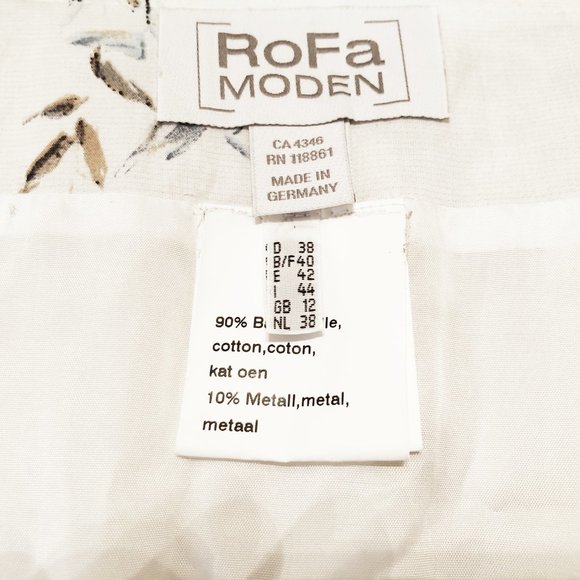 RoFa
MODEN
CA 4346
RN 118861
MADE IN
GERMANY
D 38
B/F40
E 42
I 44
GB 12
NL 38
90%
cotton,coton,
kat oen
10% Metall,metal,
metaal